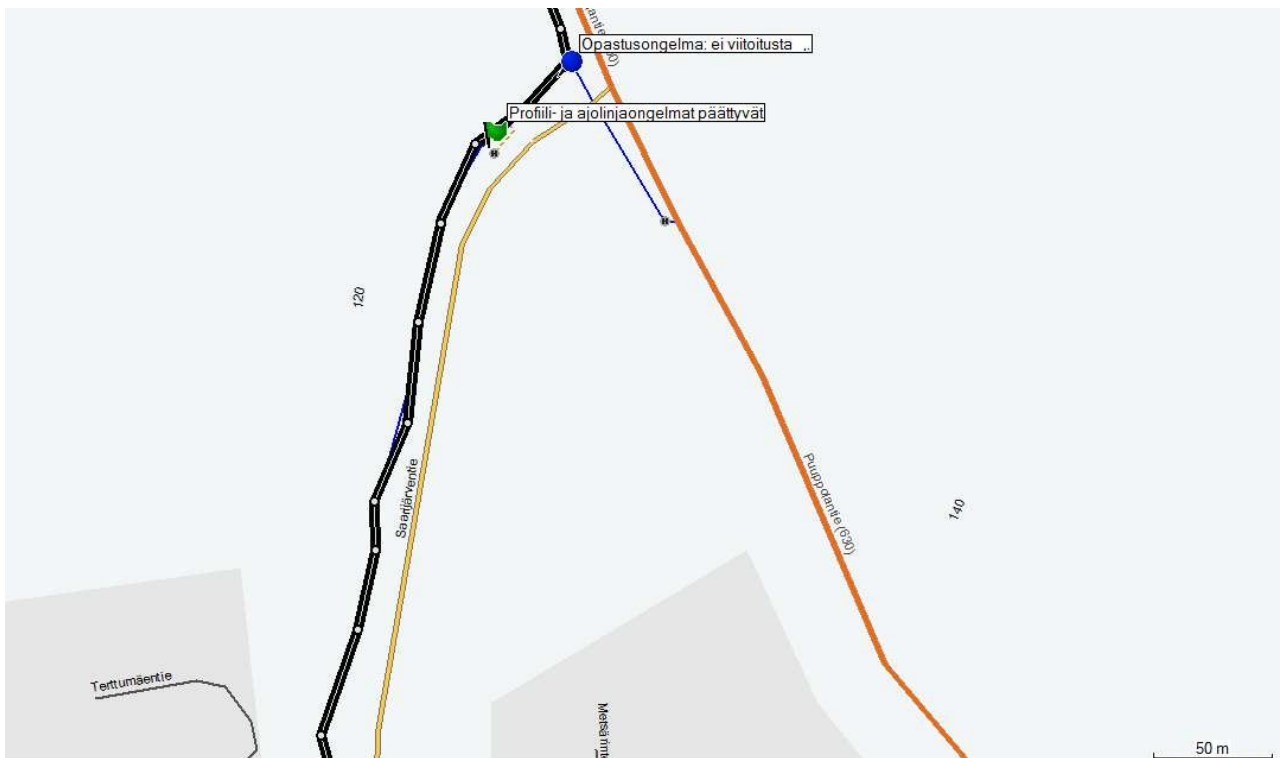 Opastusongelma: ei viitoitusta ..
Profiili- ja ajolinjaongelmat päättyvät
120
Saarijärventie
Puuppolantie (630)
140
Terttumäentie
50 m